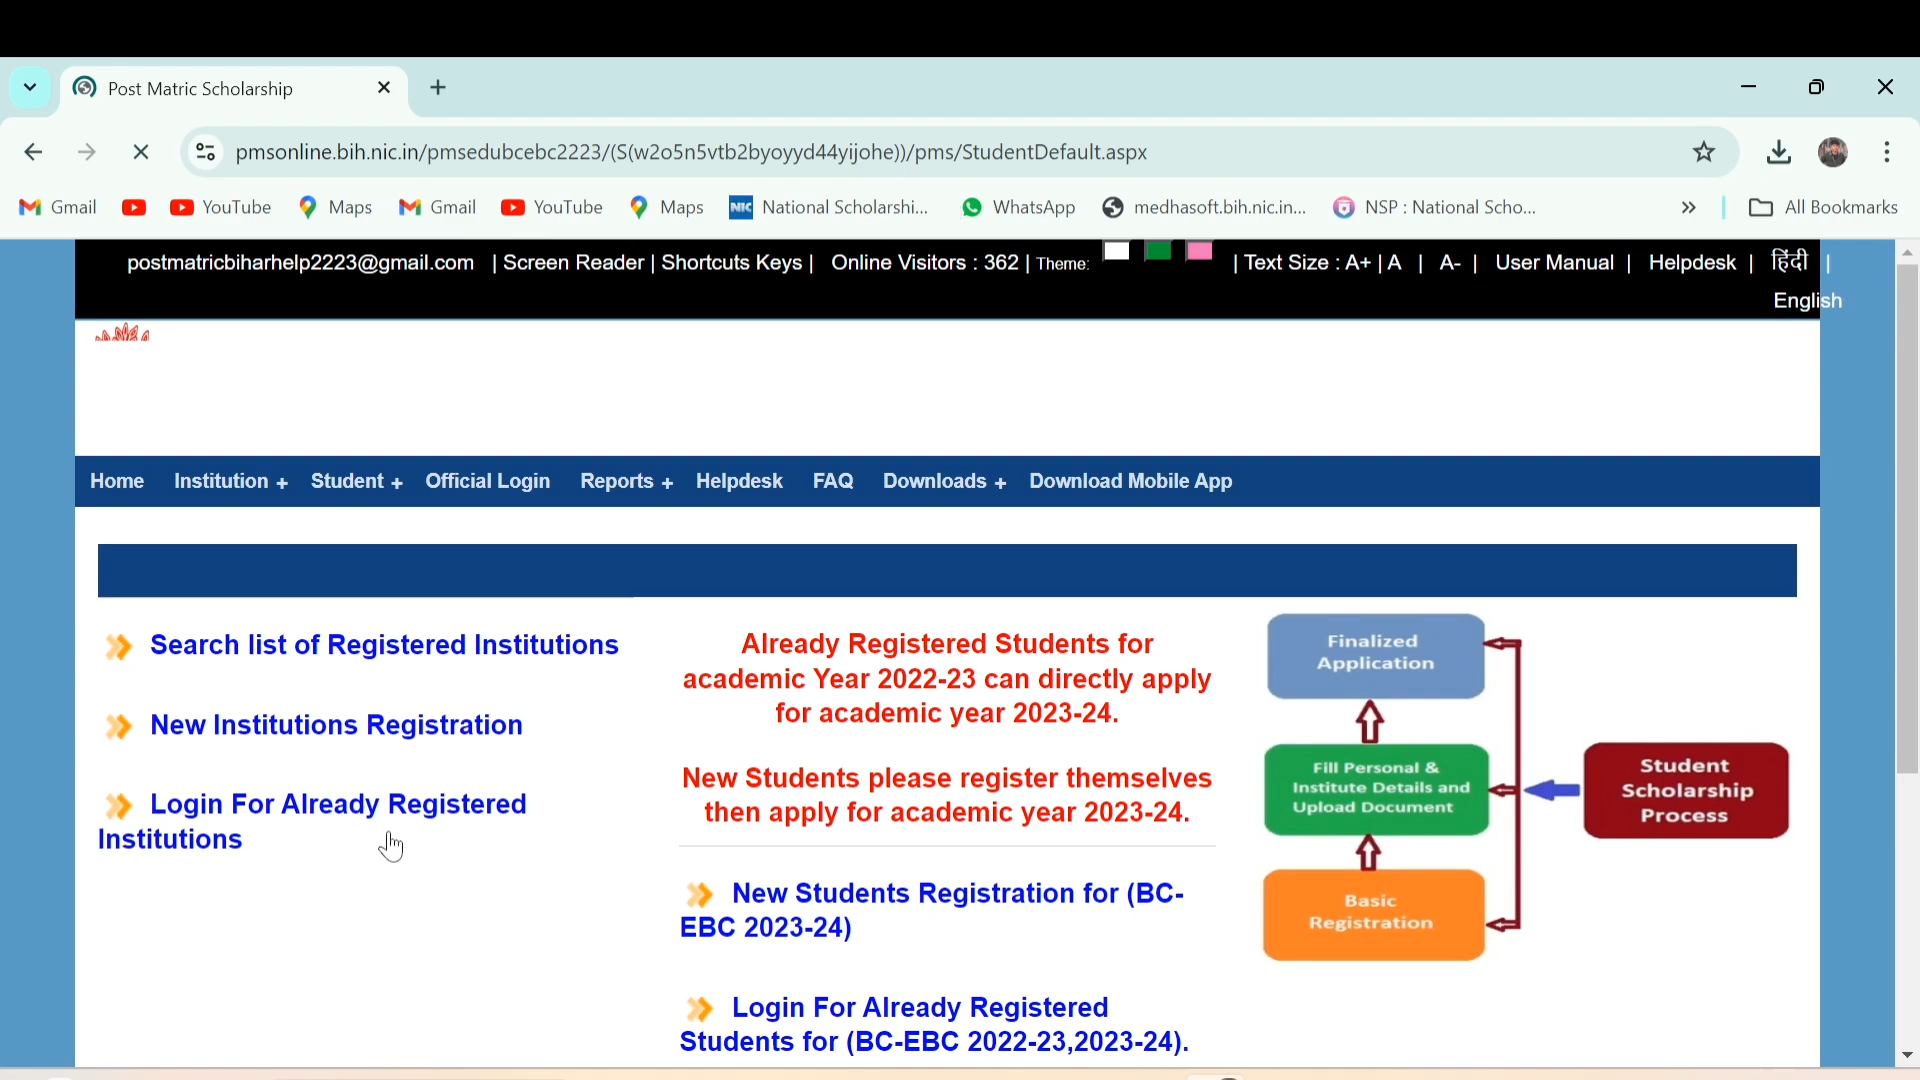 Post Matric Scholarship
pmsonline.bih.nic.in/pmsedubcebc2223/(S(w2o5n5vtb2byoyyd44yijohe))/pms/StudentDefault.aspx
Gmail YouTube Maps Gmail YouTube Maps NIC National Scholarshi... WhatsApp medhasoft.bih.nic.in... NSP : National Scho... » All Bookmarks
postmatricbiharhelp2223@gmail.com | Screen Reader | Shortcuts Keys | Online Visitors : 362 | Theme: | Text Size : A+ | A | A- | User Manual | Helpdesk | हिंदी |
English
Home Institution + Student + Official Login Reports + Helpdesk FAQ Downloads + Download Mobile App
Search list of Registered Institutions
New Institutions Registration
Login For Already Registered
Institutions
Already Registered Students for
academic Year 2022-23 can directly apply
for academic year 2023-24.
New Students please register themselves
then apply for academic year 2023-24.
New Students Registration for (BC-
EBC 2023-24)
Login For Already Registered
Students for (BC-EBC 2022-23,2023-24).
Finalized
Application
Fill Personal &
Institute Details and
Upload Document
Basic
Registration
Student
Scholarship
Process